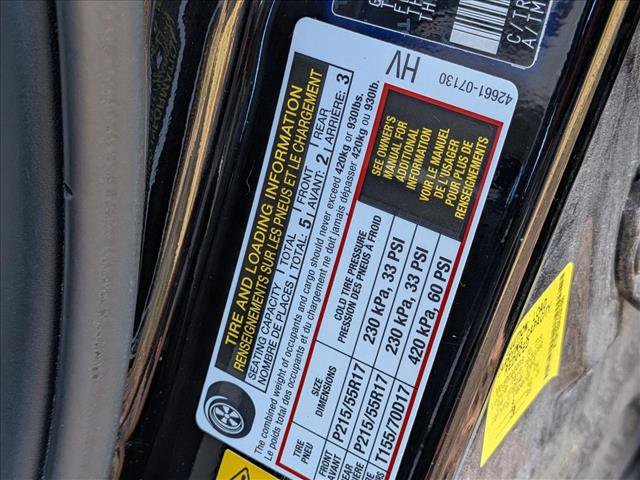 TIRE AND LOADING INFORMATION
RENSEIGNEMENTS SUR LES PNEUS ET LE CHARGEMENT
SEATING CAPACITY TOTAL FRONT REAR
NOMBRE DE PLACES TOTAL: 5 AVANT: 2 ARRIÈRE: 3
The combined weight of occupants and cargo should never exceed 420kg or 930lbs.
Le poids total des occupants et du chargement ne doit jamais dépasser 420kg ou 930lb.
TIRE
PNEU
SIZE
DIMENSIONS
COLD TIRE PRESSURE
PRESSION DES PNEUS À FROID
SEE OWNER'S
MANUAL FOR
ADDITIONAL
INFORMATION
VOIR LE MANUEL
DE L'USAGER
POUR PLUS DE
RENSEIGNEMENTS
FRONT
AVANT
P215/55R17
230 kPa, 33 PSI
P215/55R17
230 kPa, 33 PSI
T155/70D17
420 kPa, 60 PSI
HV
42661-07130
C/TR
A/TM